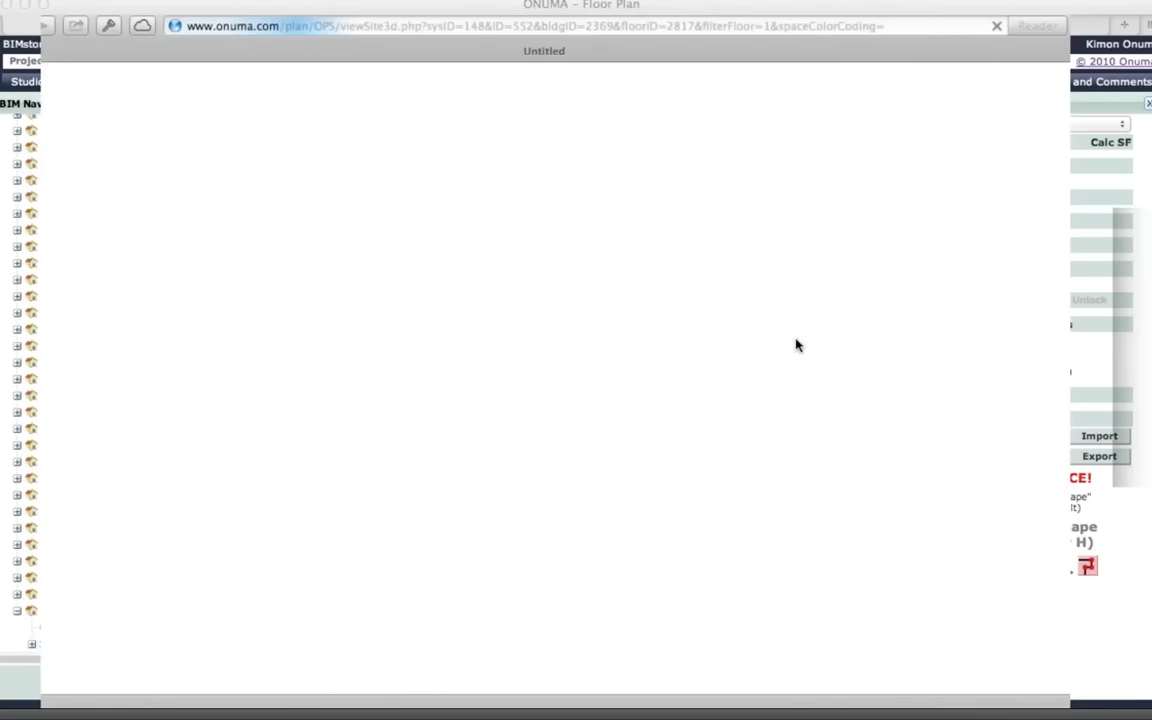 ONUMA – Floor Plan
www.onuma.com/plan/OPS/viewSite3d.php?sysID=148&ID=552&bldgID=2369&floorID=2817&filterFloor=1&spaceColorCoding=
Reader
Untitled
BIMstor
Kimon Onum
Projec
© 2010 Onuma
Studio
and Comments
BIM Nav
Calc SF
Unlock
Import
Export
CE!
ape"
lt)
ape
H)